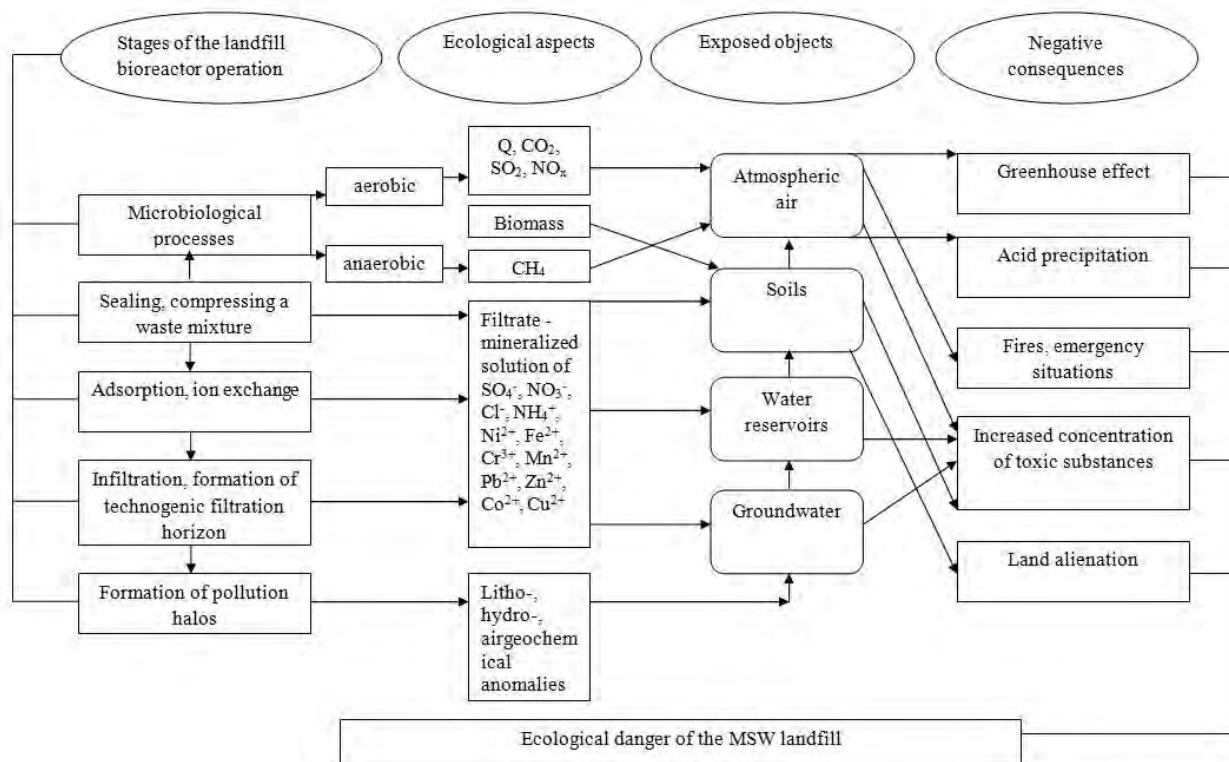 Stages of the landfill
bioreactor operation
Ecological aspects
Exposed objects
Negative
consequences
Microbiological
processes
Sealing, compressing a
waste mixture
Adsorption, ion exchange
Infiltration, formation of
technogenic filtration
horizon
Formation of pollution
halos
aerobic
anaerobic
Q, CO₂,
SO₂, NOₓ
Biomass
CH₄
Filtrate -
mineralized
solution of
SO₄⁻, NO₃⁻,
Cl⁻, NH₄⁺,
Ni²⁺, Fe²⁺,
Cr³⁺, Mn²⁺,
Pb²⁺, Zn²⁺,
Co²⁺, Cu²⁺
Litho-,
hydro-,
airgeochem
ical
anomalies
Atmospheric
air
Soils
Water
reservoirs
Groundwater
Greenhouse effect
Acid precipitation
Fires, emergency
situations
Increased concentration
of toxic substances
Land alienation
Ecological danger of the MSW landfill